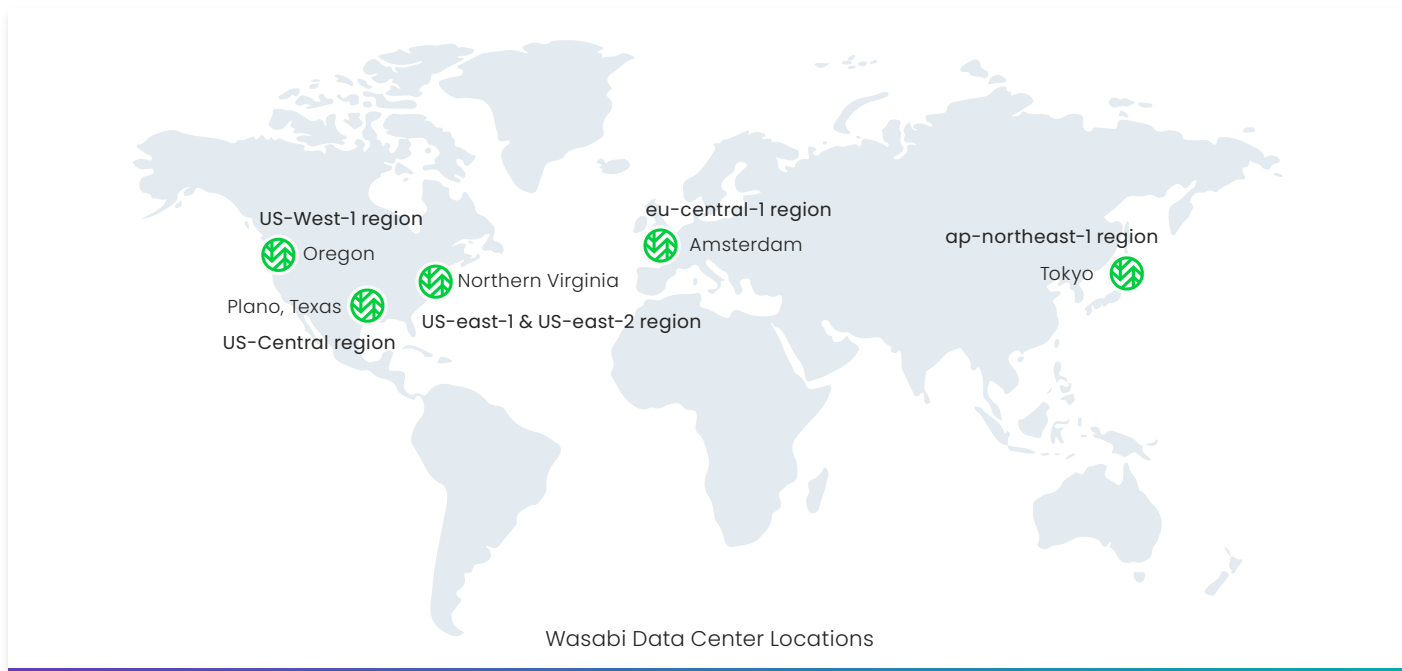 US-West-1 region
Oregon
Northern Virginia
US-east-1 & US-east-2 region
Plano, Texas
US-Central region
eu-central-1 region
Amsterdam
ap-northeast-1 region
Tokyo
Wasabi Data Center Locations